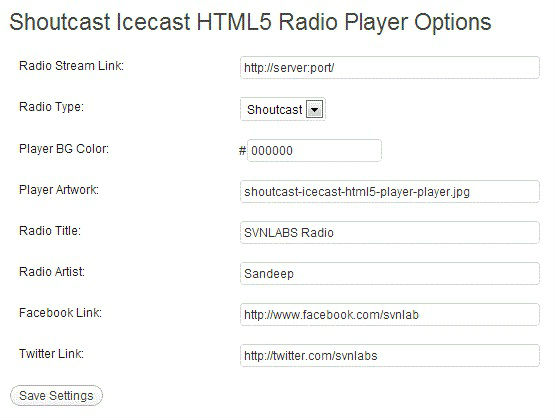 Shoutcast Icecast HTML5 Radio Player Options
Radio Stream Link: http://server:port/
Radio Type: Shoutcast
Player BG Color: # 000000
Player Artwork: shoutcast-icecast-html5-player-player.jpg
Radio Title: SVNLABS Radio
Radio Artist: Sandeep
Facebook Link: http://www.facebook.com/svnlab
Twitter Link: http://twitter.com/svnlabs
Save Settings